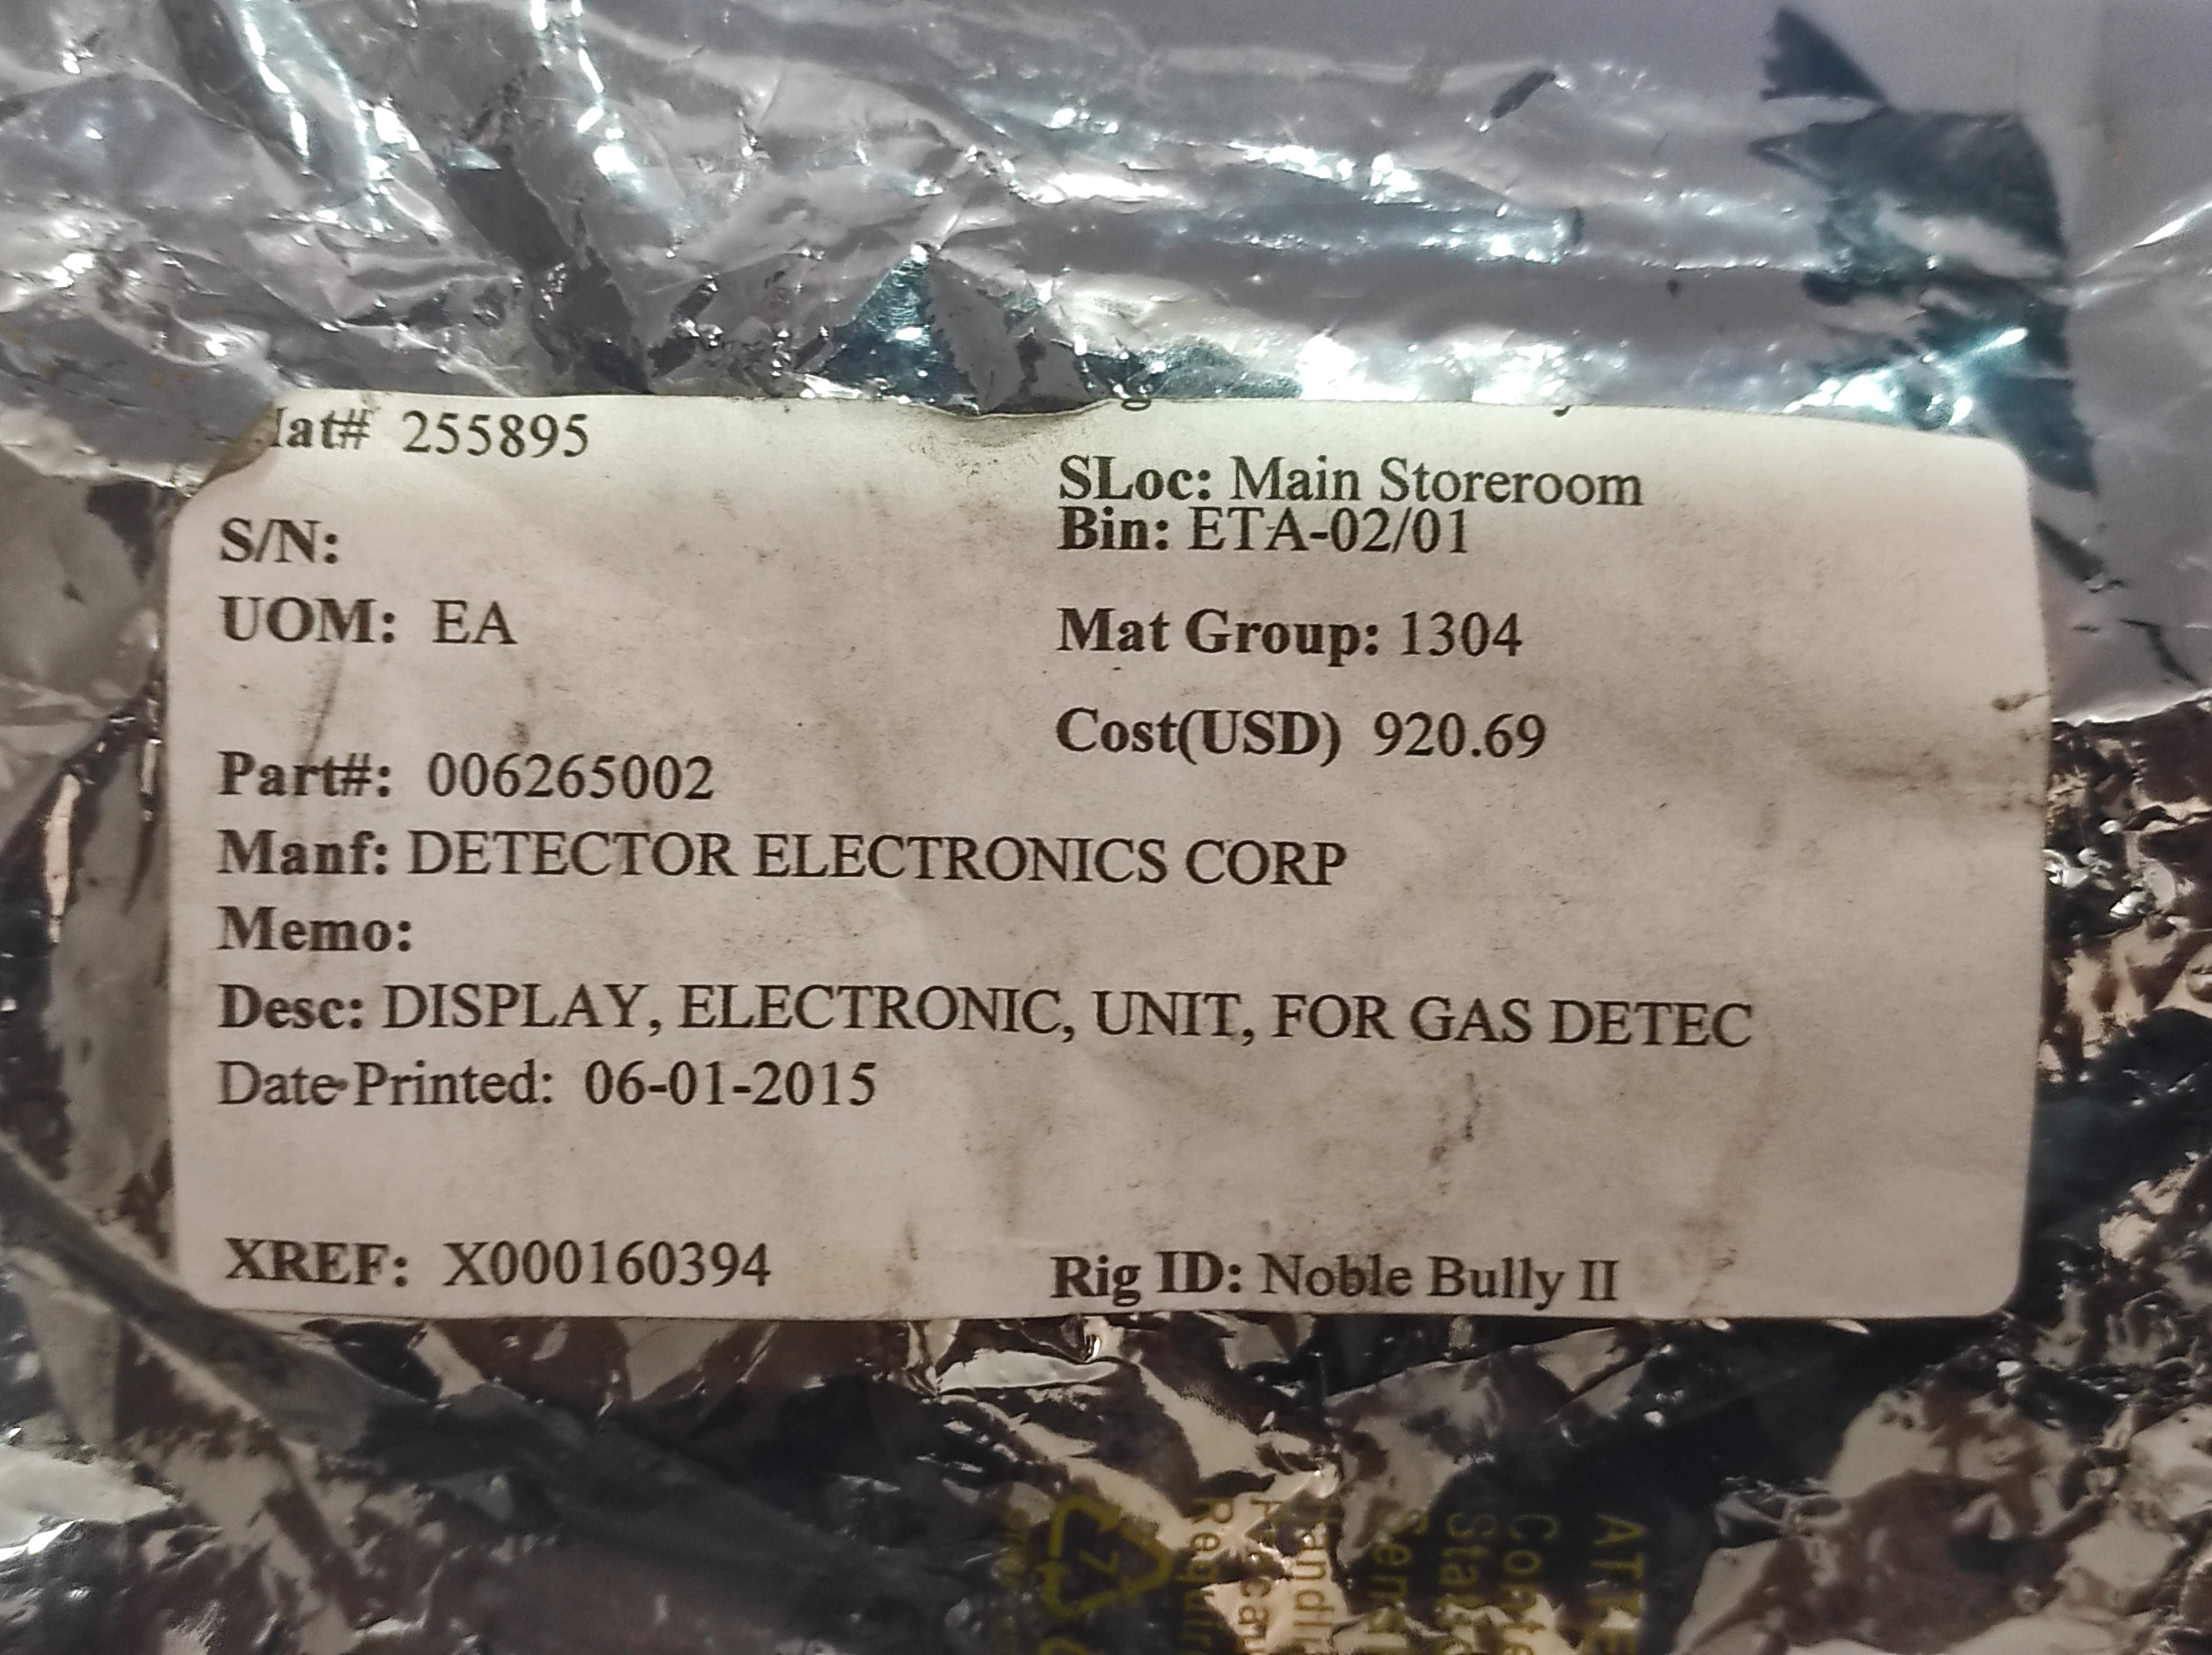 Mat# 255895
SLoc: Main Storeroom
S/N:
Bin: ETA-02/01
UOM: EA
Mat Group: 1304
Cost(USD) 920.69
Part#: 006265002
Manf: DETECTOR ELECTRONICS CORP
Memo:
Desc: DISPLAY, ELECTRONIC, UNIT, FOR GAS DETEC
Date Printed: 06-01-2015
XREF: X000160394
Rig ID: Noble Bully II